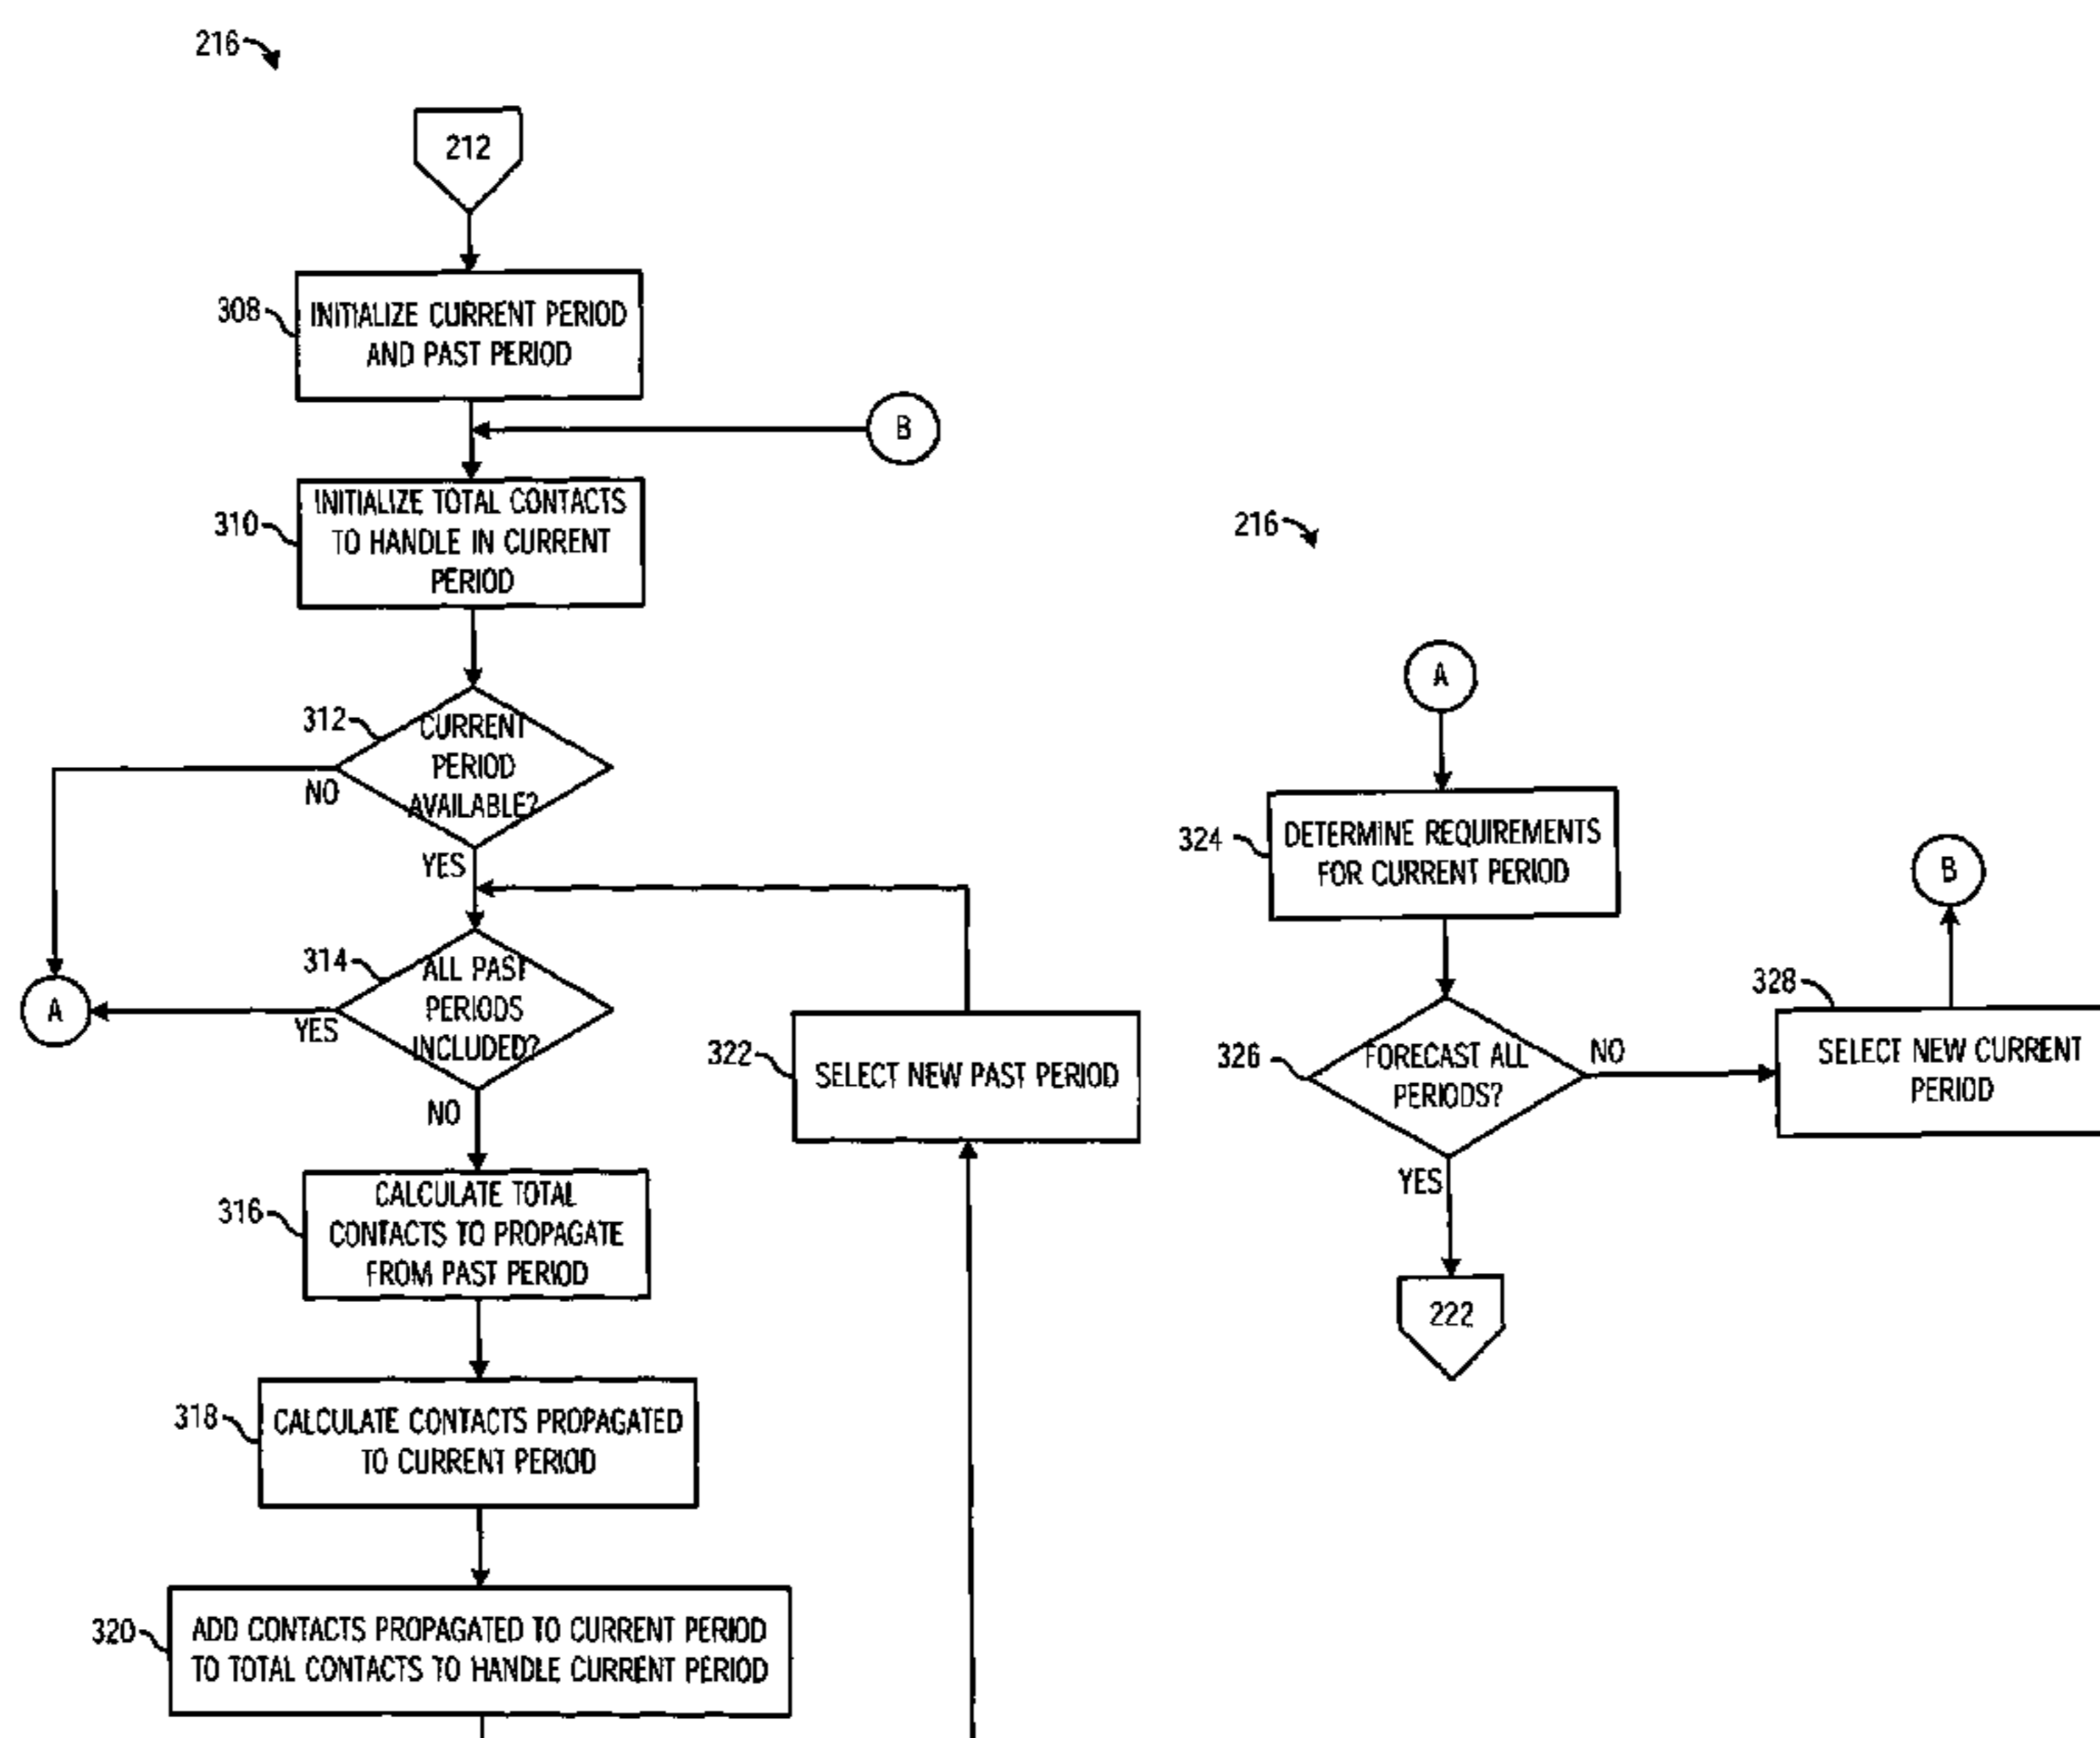 216
212
308
INITIALIZE CURRENT PERIOD
AND PAST PERIOD
B
310
INITIALIZE TOTAL CONTACTS
TO HANDLE IN CURRENT
PERIOD
312
CURRENT
PERIOD
AVAILABLE?
NO
YES
314
ALL PAST
PERIODS
INCLUDED?
A
YES
NO
322
SELECT NEW PAST PERIOD
316
CALCULATE TOTAL
CONTACTS TO PROPAGATE
FROM PAST PERIOD
318
CALCULATE CONTACTS PROPAGATED
TO CURRENT PERIOD
320
ADD CONTACTS PROPAGATED TO CURRENT PERIOD
TO TOTAL CONTACTS TO HANDLE CURRENT PERIOD
216
A
324
DETERMINE REQUIREMENTS
FOR CURRENT PERIOD
B
326
FORECAST ALL
PERIODS?
NO
328
SELECT NEW CURRENT
PERIOD
YES
222